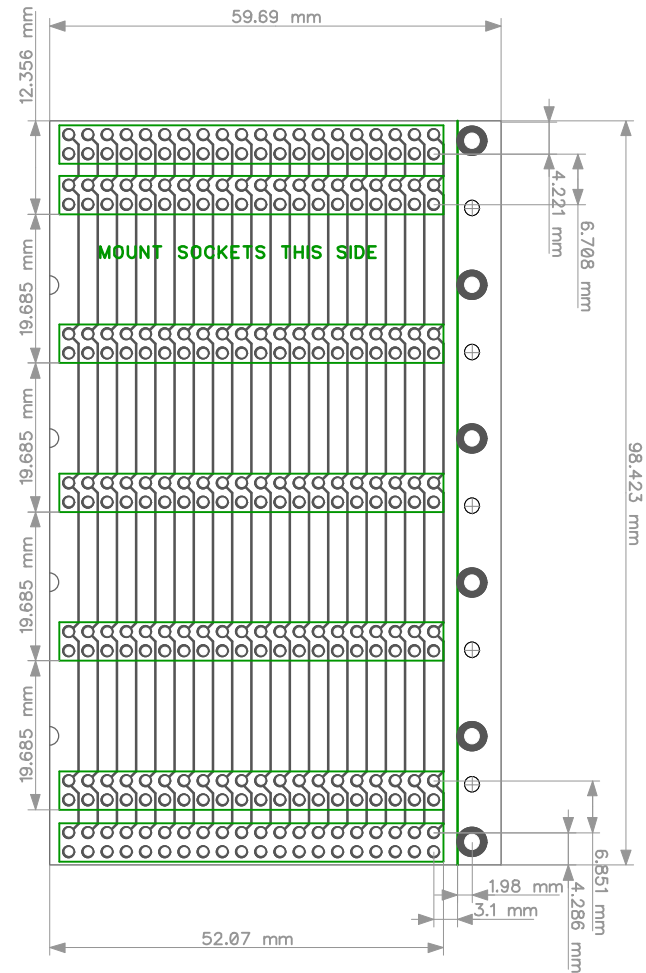 59.69 mm
12.356 mm
4.221 mm
6.708 mm
MOUNT SOCKETS THIS SIDE
19.685 mm
19.685 mm
98.423 mm
19.685 mm
19.685 mm
1.98 mm
3.1 mm
4.286 mm
6.851 mm
52.07 mm